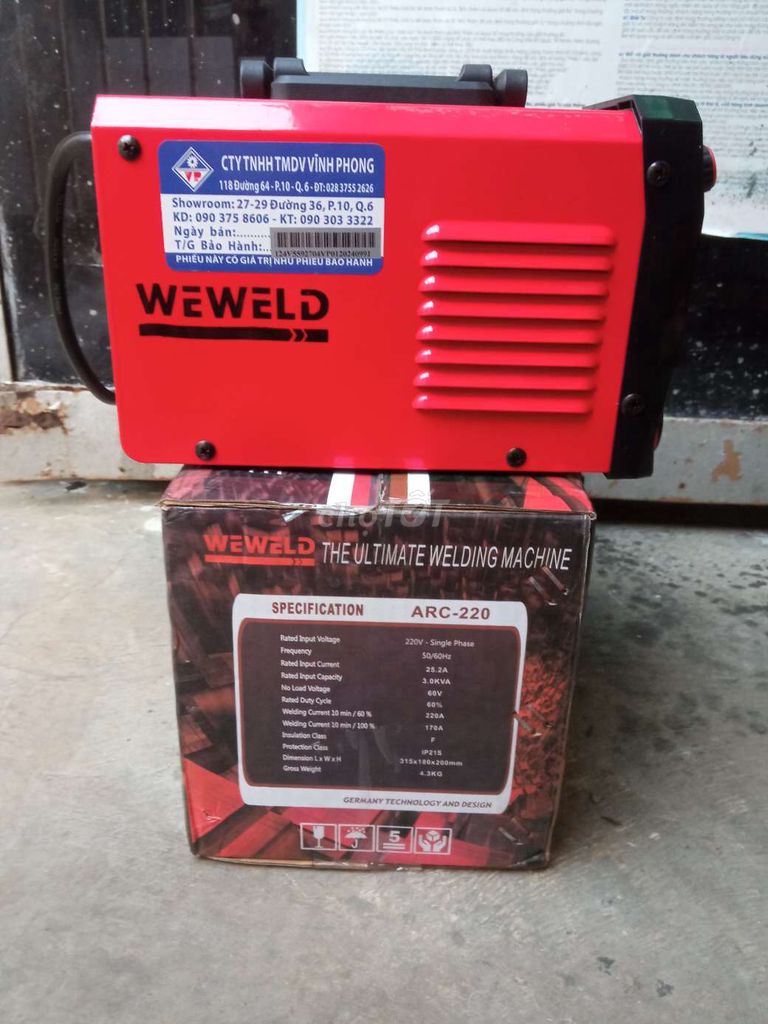 CTY TNHH TMDV VĨNH PHONG
118 Đường 64 - P.10 - Q.6 - ĐT: 028 3755 2626
Showroom: 27-29 Đường 36, P.10, Q.6
KD: 090 375 8606 - KT: 090 303 3322
Ngày bán:...........
T/G Bảo Hành:...
124V5592704VP0120240991
PHIẾU NÀY CÓ GIÁ TRỊ NHƯ PHIẾU BẢO HÀNH
WEWELD
chợTỐT
WEWELD THE ULTIMATE WELDING MACHINE
SPECIFICATION ARC-220
Rated Input Voltage 220V - Single Phase
Frequency 50/60Hz
Rated Input Current 25.2A
Rated Input Capacity 3.0KVA
No Load Voltage 60V
Rated Duty Cycle 60%
Welding Current 10 min / 60 % 220A
Welding Current 10 min / 100 % 170A
Insulation Class F
Protection Class IP21S
Dimension L x W x H 315x180x200mm
Gross Weight 4.3KG
GERMANY TECHNOLOGY AND DESIGN
5